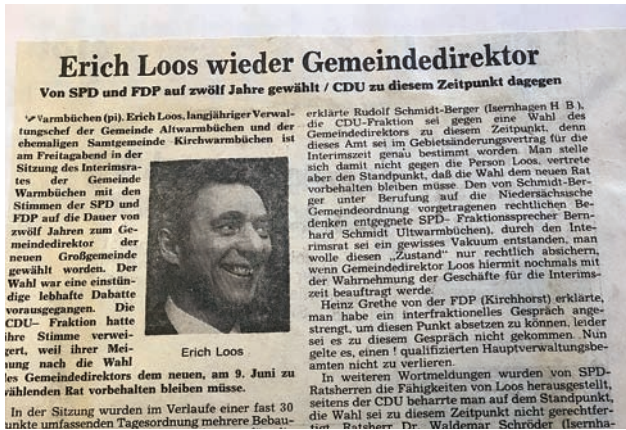 Erich Loos wieder Gemeindedirektor
Von SPD und FDP auf zwölf Jahre gewählt / CDU zu diesem Zeitpunkt dagegen
Varmbüchen (pi). Erich Loos, langjähriger Verwal-
tungschef der Gemeinde Altwarmbüchen und der
ehemaligen Samtgemeinde Kirchwarmbüchen ist
am Freitagabend in der
Sitzung des Interimsra-
tes der Gemeinde
Warmbüchen mit den
Stimmen der SPD und
FDP auf die Dauer von
zwölf Jahren zum Ge-
meindedirektor der
neuen Großgemeinde
gewählt worden. Der
Wahl war eine einstün-
dige lebhafte Dabatte
vorausgegangen. Die
CDU– Fraktion hatte
ihre Stimme verwei-
gert, weil ihrer Mei-
nung nach die Wahl
des Gemeindedirektors dem neuen, am 9. Juni zu
wählenden Rat vorbehalten bleiben müsse.
In der Sitzung wurden im Verlaufe einer fast 30
Punkte umfassenden Tagesordnung mehrere Bebau-
Erich Loos
erklärte Rudolf Schmidt-Berger (Isernhagen H B ),
die CDU-Fraktion sei gegen eine Wahl des
Gemeindedirektors zu diesem Zeitpunkt, denn
dieses Amt sei im Gebietsänderungsvertrag für die
Interimszeit genau bestimmt worden. Man stelle
sich damit nicht gegen die Person Loos, vertrete
aber den Standpunkt, daß die Wahl dem neuen Rat
vorbehalten bleiben müsse. Den von Schmidt-Ber-
ger unter Berufung auf die Niedersächsische
Gemeindeordnung vorgetragenen rechtlichen Be-
denken entgegnete SPD- Fraktionssprecher Bern-
hard Schmidt Ultwarmbüchen), durch den Inte-
rimsrat sei ein gewisses Vakuum entstanden, man
wolle diesen „Zustand" nur rechtlich absichern,
wenn Gemeindedirektor Loos hiermit nochmals mit
der Wahrnehmung der Geschäfte für die Interims-
zeit beauftragt werde.
Heinz Grethe von der FDP (Kirchhorst) erklärte,
man habe ein interfraktionelles Gespräch ange-
strengt, um diesen Punkt absetzen zu können, leider
sei es zu diesem Gespräch nicht gekommen. Nun
gelte es, einen ! qualifizierten Hauptverwaltungsbe-
amten nicht zu verlieren.
In weiteren Wortmeldungen wurden von SPD-
Ratsherren die Fähigkeiten von Loos herausgestellt,
seitens der CDU beharrte man auf dem Standpunkt,
die Wahl sei zu diesem Zeitpunkt nicht gerechtfer-
tigt. Ratsherr Dr. Waldemar Schröder (Isernha-